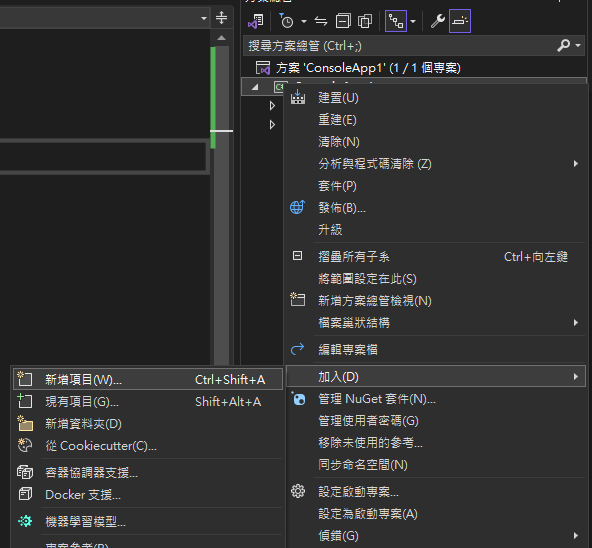 搜尋方案總管 (Ctrl+;)
方案 'ConsoleApp1' (1 / 1 個專案)
建置(U)
重建(E)
清除(N)
分析與程式碼清除 (Z)
套件(P)
發佈(B)...
升級
摺疊所有子系 Ctrl+向左鍵
將範圍設定在此(S)
新增方案總管檢視(N)
檔案巢狀結構
編輯專案檔
加入(D)
管理 NuGet 套件(N)...
管理使用者密碼(G)
移除未使用的參考...
同步命名空間(N)
設定啟動專案...
設定為啟動專案(A)
偵錯(G)
新增項目(W)... Ctrl+Shift+A
現有項目(G)... Shift+Alt+A
新增資料夾(D)
從 Cookiecutter(C)...
容器協調器支援...
Docker 支援...
機器學習模型...